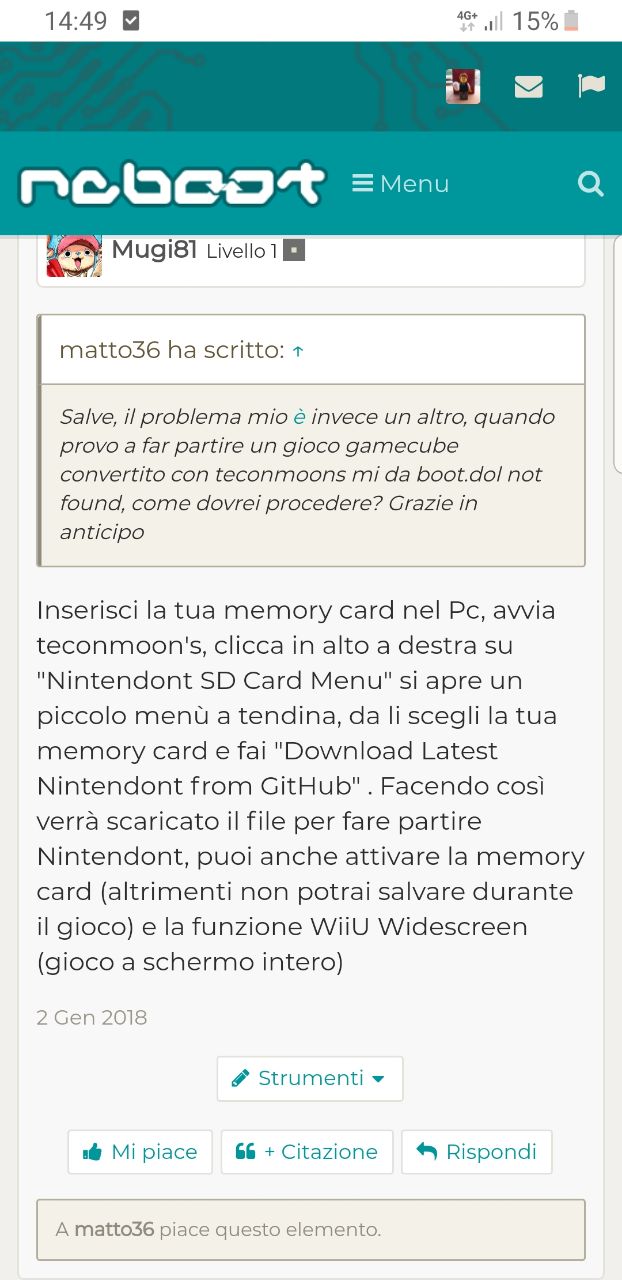 14:49
4G+ 15%
reboot
Menu
Mugi81 Livello 1
matto36 ha scritto: ↑
Salve, il problema mio è invece un altro, quando
provo a far partire un gioco gamecube
convertito con teconmoons mi da boot.dol not
found, come dovrei procedere? Grazie in
anticipo
Inserisci la tua memory card nel Pc, avvia
teconmoon's, clicca in alto a destra su
"Nintendont SD Card Menu" si apre un
piccolo menù a tendina, da li scegli la tua
memory card e fai "Download Latest
Nintendont from GitHub" . Facendo così
verrà scaricato il file per fare partire
Nintendont, puoi anche attivare la memory
card (altrimenti non potrai salvare durante
il gioco) e la funzione WiiU Widescreen
(gioco a schermo intero)
2 Gen 2018
Strumenti
Mi piace + Citazione Rispondi
A matto36 piace questo elemento.